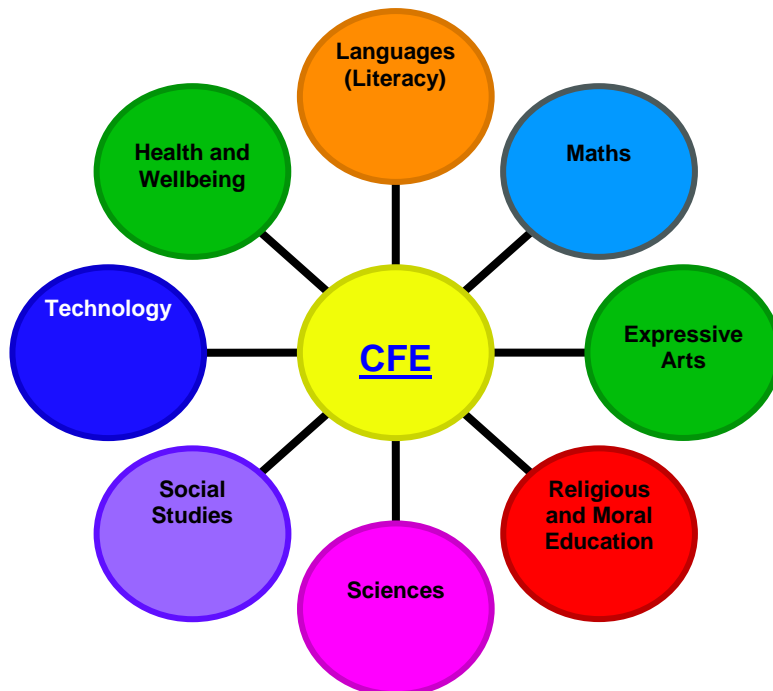 Languages
(Literacy)
Health and
Wellbeing
Maths
Technology
CFE
Expressive
Arts
Social
Studies
Religious
and Moral
Education
Sciences